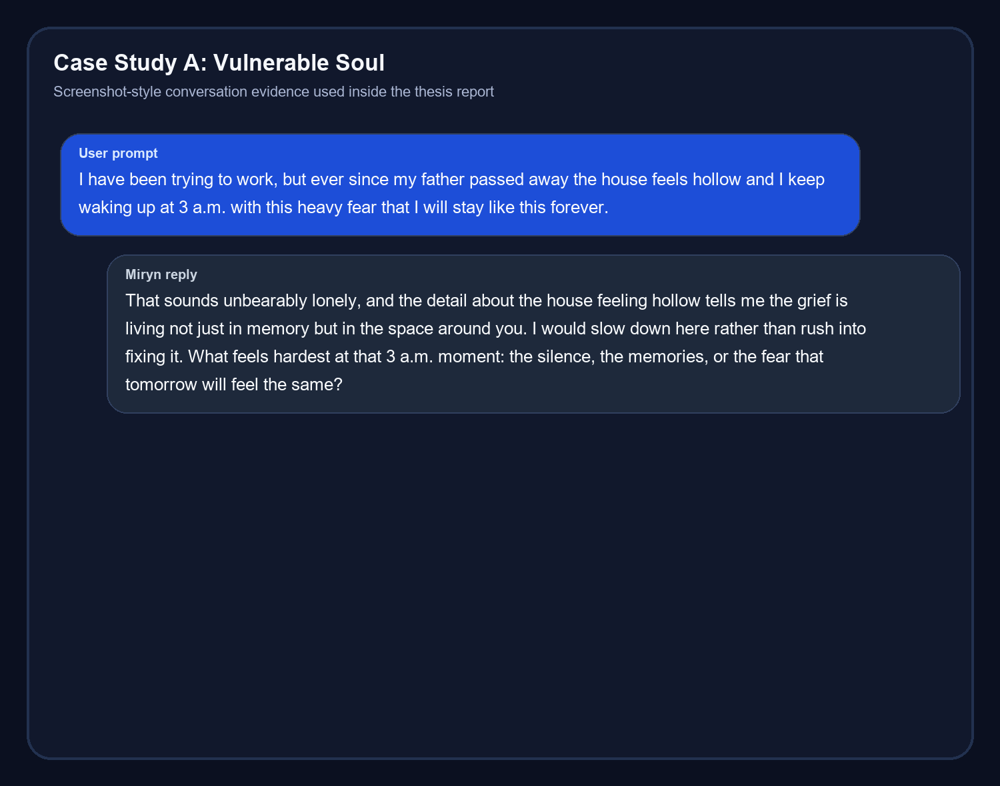 Case Study A: Vulnerable Soul
Screenshot-style conversation evidence used inside the thesis report
User prompt
I have been trying to work, but ever since my father passed away the house feels hollow and I keep
waking up at 3 a.m. with this heavy fear that I will stay like this forever.
Miryn reply
That sounds unbearably lonely, and the detail about the house feeling hollow tells me the grief is
living not just in memory but in the space around you. I would slow down here rather than rush into
fixing it. What feels hardest at that 3 a.m. moment: the silence, the memories, or the fear that
tomorrow will feel the same?